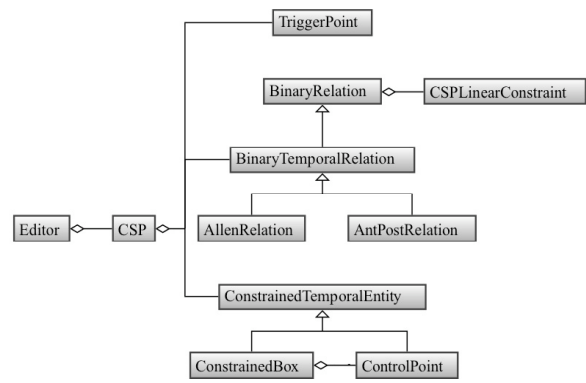 TriggerPoint
BinaryRelation
CSPLinearConstraint
BinaryTemporalRelation
Editor
CSP
AllenRelation
AntPostRelation
ConstrainedTemporalEntity
ConstrainedBox
ControlPoint